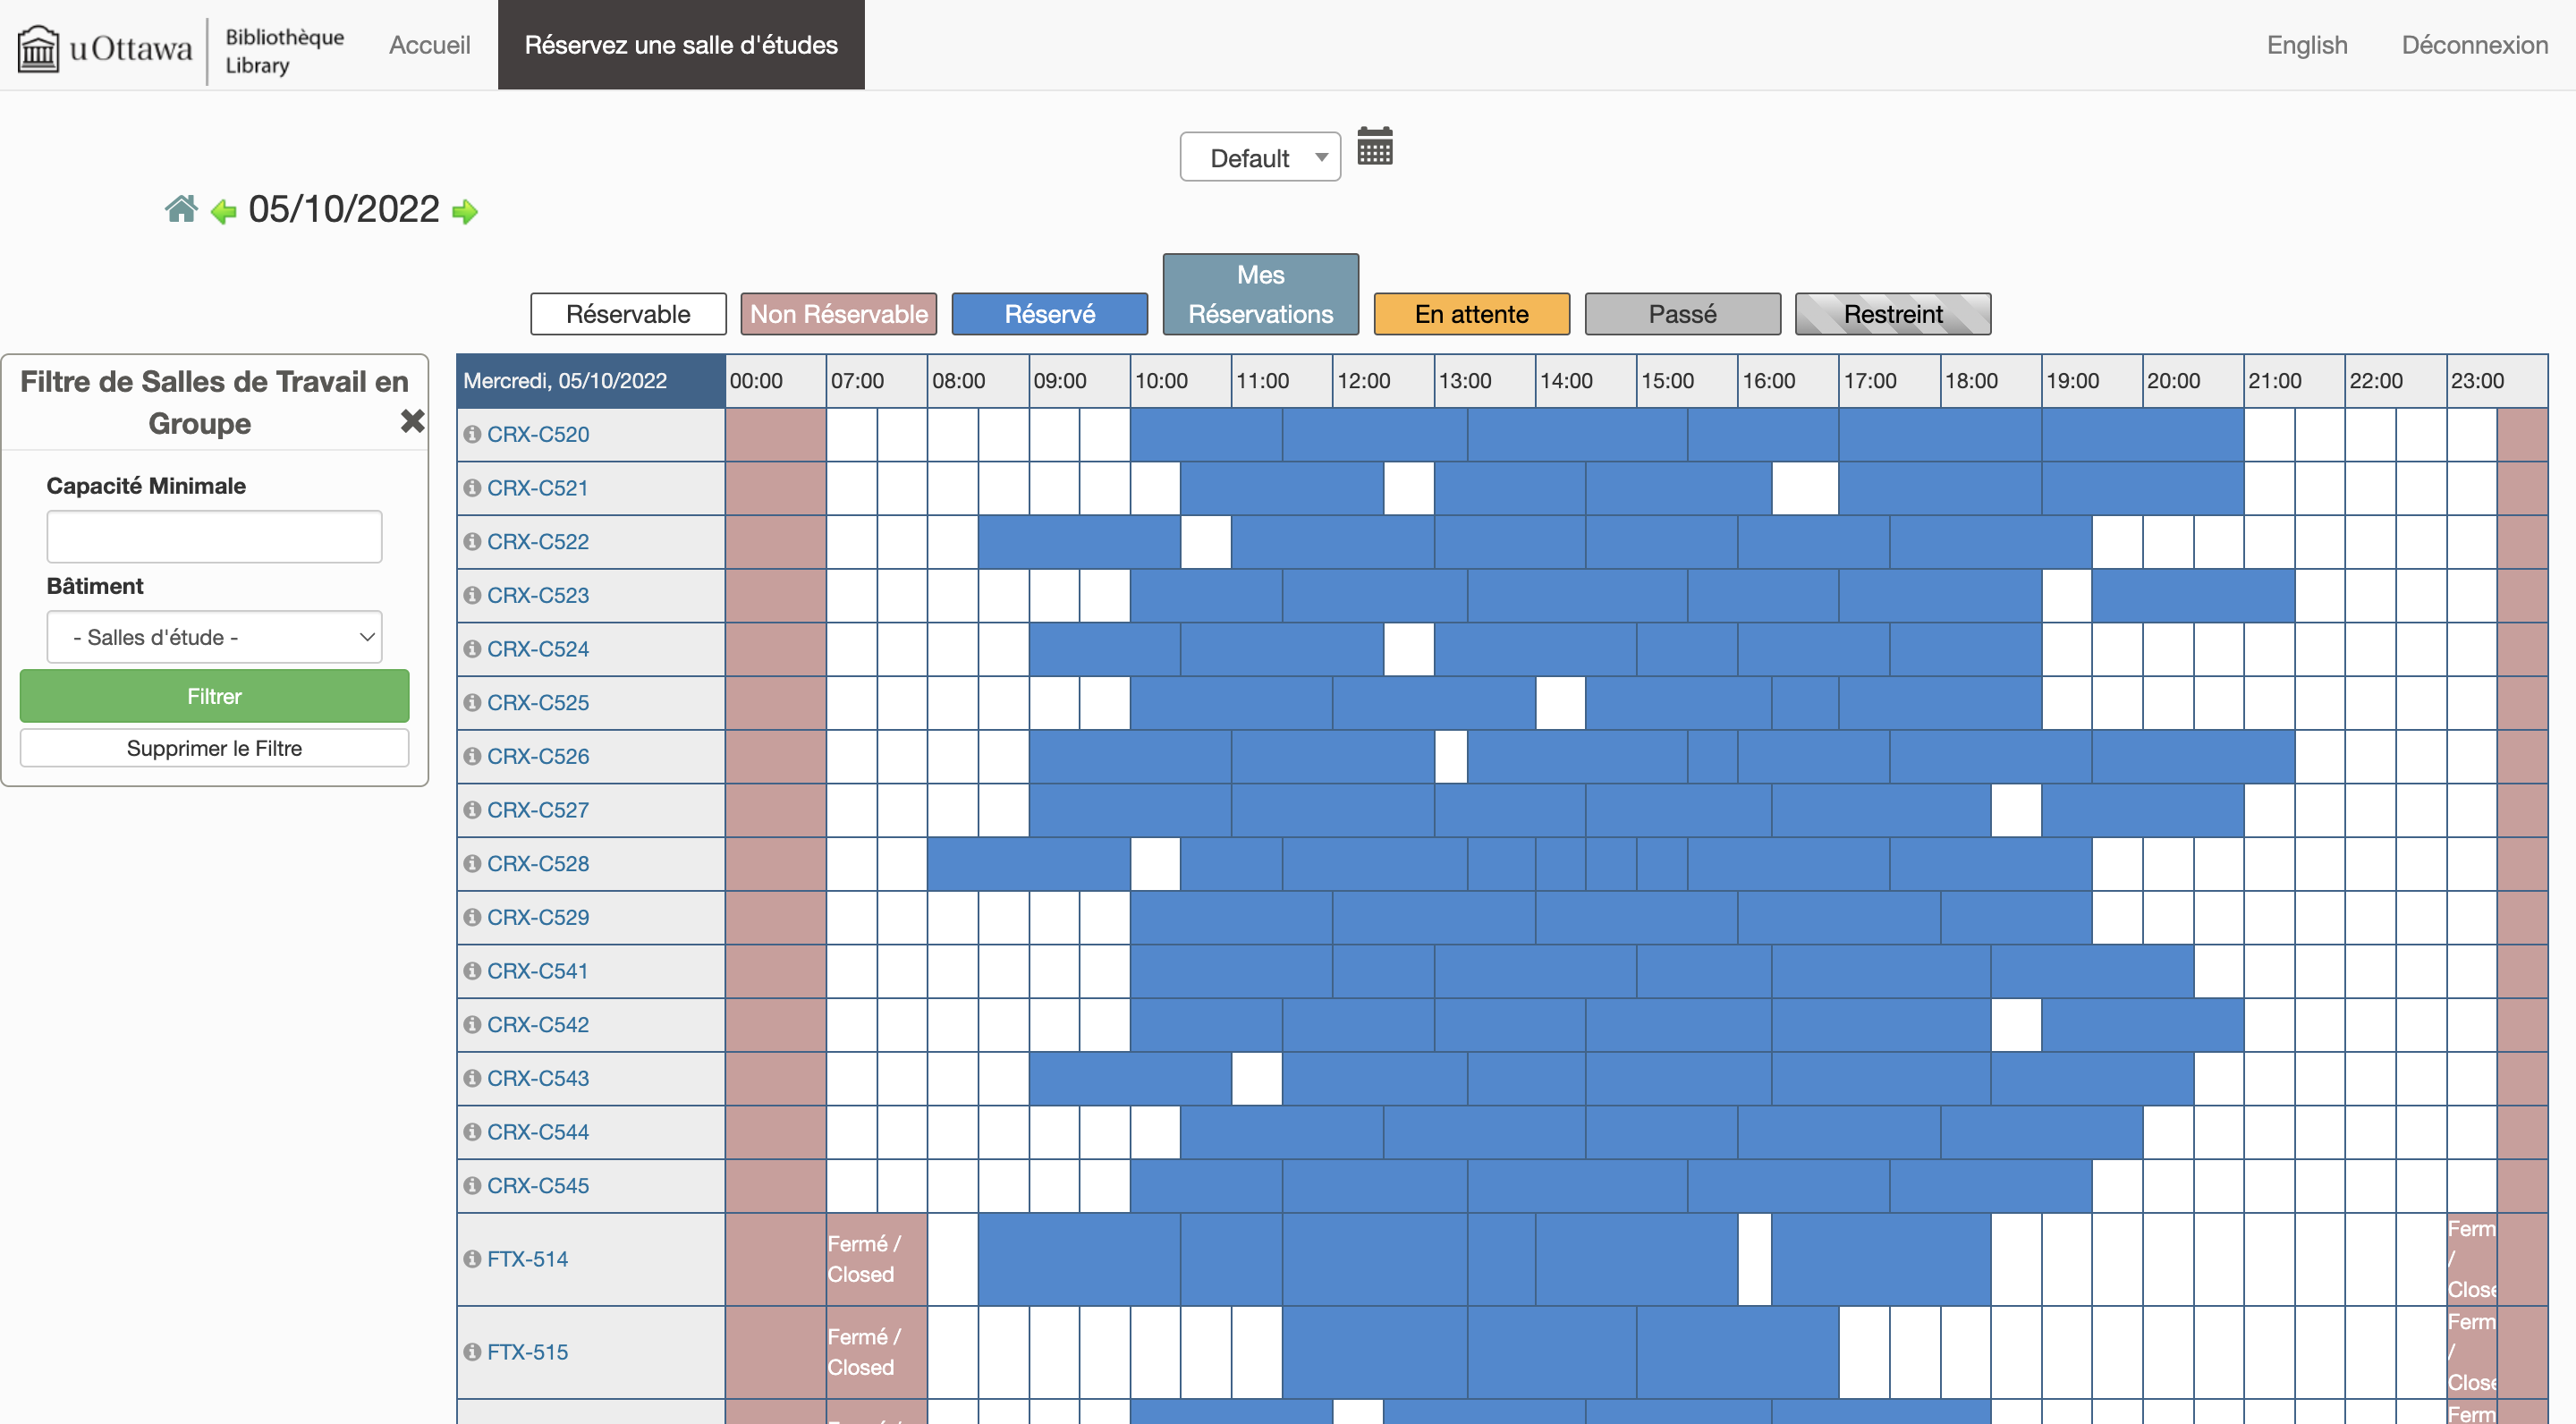 uOttawa
Bibliothèque
Library
Accueil
Réservez une salle d'études
English
Déconnexion
Default
05/10/2022
Réservable
Non Réservable
Réservé
Mes
Réservations
En attente
Passé
Restreint
Filtre de Salles de Travail en
Groupe
Capacité Minimale
Bâtiment
- Salles d'étude -
Filtrer
Supprimer le Filtre
Mercredi, 05/10/2022 00:00 07:00 08:00 09:00 10:00 11:00 12:00 13:00 14:00 15:00 16:00 17:00 18:00 19:00 20:00 21:00 22:00 23:00
CRX-C520
CRX-C521
CRX-C522
CRX-C523
CRX-C524
CRX-C525
CRX-C526
CRX-C527
CRX-C528
CRX-C529
CRX-C541
CRX-C542
CRX-C543
CRX-C544
CRX-C545
FTX-514
Fermé /
Closed
Ferm
/
Close
FTX-515
Fermé /
Closed
Ferm
/
Close
Ferm